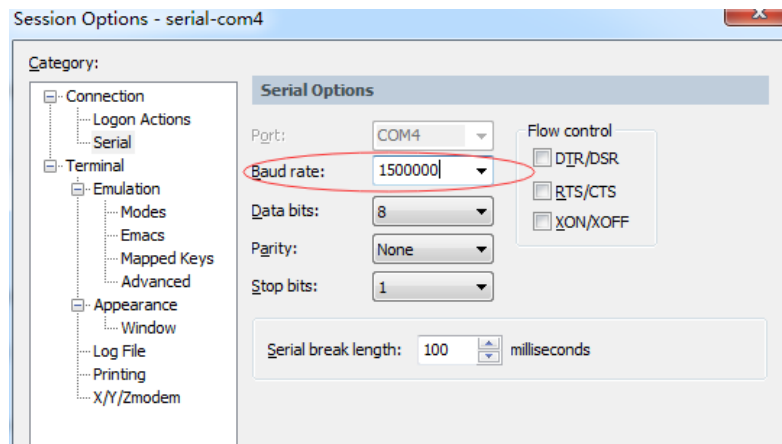 Session Options - serial-com4
Category:
Connection
Logon Actions
Serial
Terminal
Emulation
Modes
Emacs
Mapped Keys
Advanced
Appearance
Window
Log File
Printing
X/Y/Zmodem
Serial Options
Port: COM4
Baud rate: 1500000
Data bits: 8
Parity: None
Stop bits: 1
Flow control
DTR/DSR
RTS/CTS
XON/XOFF
Serial break length: 100 milliseconds